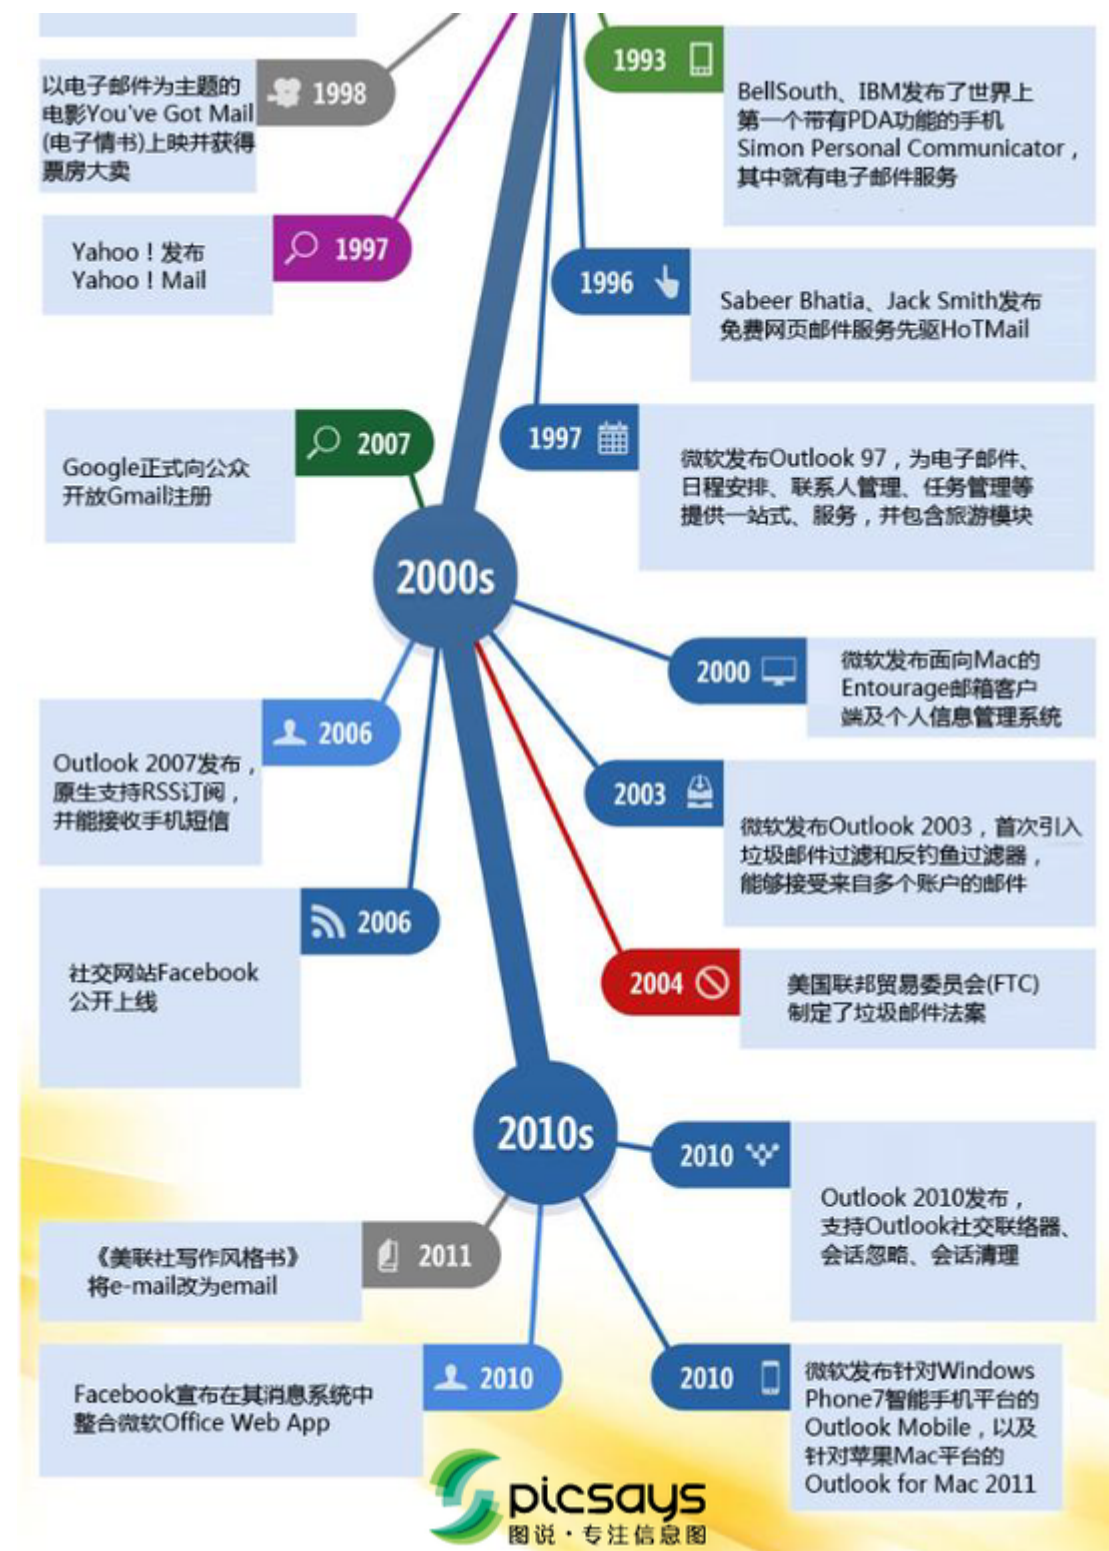 1993
BellSouth、IBM发布了世界上
第一个带有PDA功能的手机
Simon Personal Communicator，
其中就有电子邮件服务
1998
以电子邮件为主题的
电影You've Got Mail
(电子情书)上映并获得
票房大卖
1997
Yahoo！发布
Yahoo！Mail
1996
Sabeer Bhatia、Jack Smith发布
免费网页邮件服务先驱HoTMail
1997
微软发布Outlook 97，为电子邮件、
日程安排、联系人管理、任务管理等
提供一站式、服务，并包含旅游模块
2007
Google正式向公众
开放Gmail注册
2000s
2000
微软发布面向Mac的
Entourage邮箱客户
端及个人信息管理系统
2006
Outlook 2007发布，
原生支持RSS订阅，
并能接收手机短信
2003
微软发布Outlook 2003，首次引入
垃圾邮件过滤和反钓鱼过滤器，
能够接受来自多个账户的邮件
2006
社交网站Facebook
公开上线
2004
美国联邦贸易委员会(FTC)
制定了垃圾邮件法案
2010s
2010
Outlook 2010发布，
支持Outlook社交联络器、
会话忽略、会话清理
2011
《美联社写作风格书》
将e-mail改为email
2010
Facebook宣布在其消息系统中
整合微软Office Web App
2010
微软发布针对Windows
Phone7智能手机平台的
Outlook Mobile，以及
针对苹果Mac平台的
Outlook for Mac 2011
picsays
图说·专注信息图